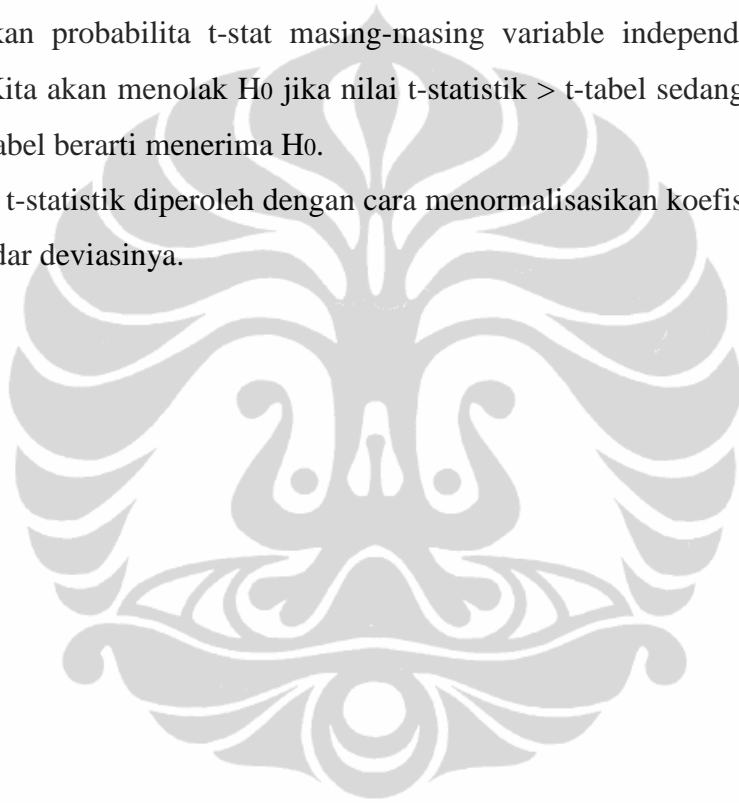 kan probabilita t-stat masing-masing variable independ
Kita akan menolak H0 jika nilai t-statistik > t-tabel sedang
tabel berarti menerima H0.
t-statistik diperoleh dengan cara menormalisasikan koefis
dar deviasinya.